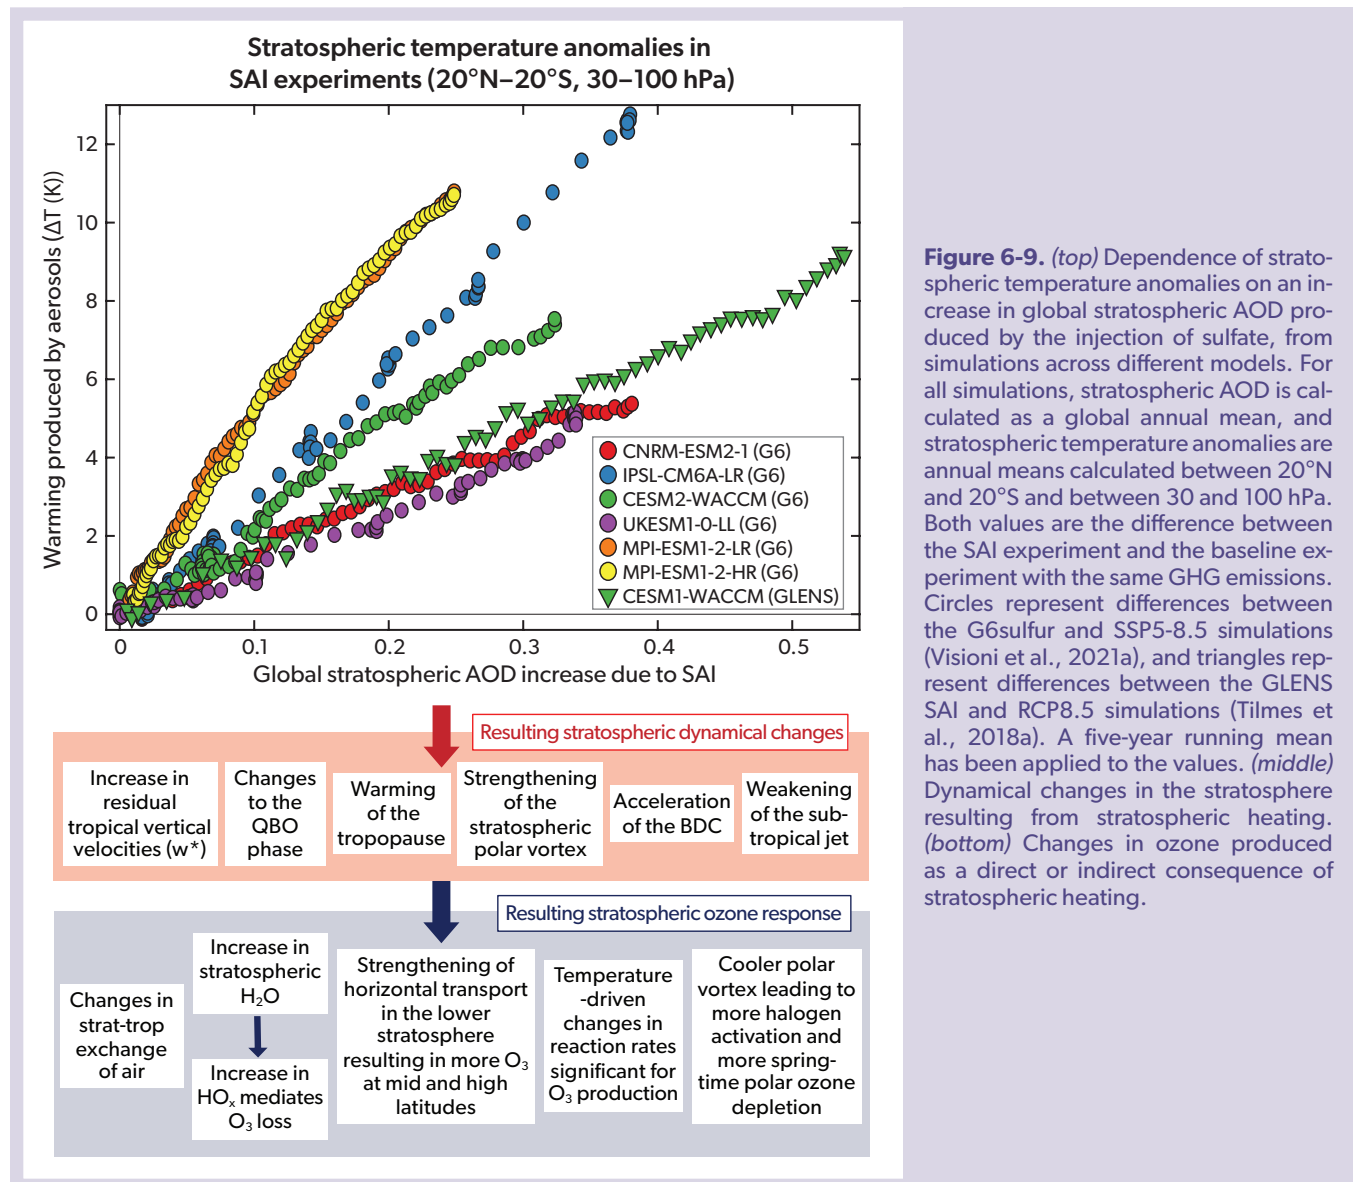 Stratospheric temperature anomalies in
SAI experiments (20°N–20°S, 30–100 hPa)
Warming produced by aerosols (ΔT (K))
12
10
8
6
4
2
0
CNRM-ESM2-1 (G6)
IPSL-CM6A-LR (G6)
CESM2-WACCM (G6)
UKESM1-0-LL (G6)
MPI-ESM1-2-LR (G6)
MPI-ESM1-2-HR (G6)
CESM1-WACCM (GLENS)
0 0.1 0.2 0.3 0.4 0.5
Global stratospheric AOD increase due to SAI
Resulting stratospheric dynamical changes
Increase in
residual
tropical vertical
velocities (w*)
Changes
to the
QBO
phase
Warming
of the
tropopause
Strengthening
of the
stratospheric
polar vortex
Acceleration
of the BDC
Weakening
of the sub-
tropical jet
Resulting stratospheric ozone response
Changes in
strat-trop
exchange
of air
Increase in
stratospheric
H₂O
Increase in
HOₓ mediates
O₃ loss
Strengthening of
horizontal transport
in the lower
stratosphere
resulting in more O₃
at mid and high
latitudes
Temperature
-driven
changes in
reaction rates
significant for
O₃ production
Cooler polar
vortex leading to
more halogen
activation and
more spring-
time polar ozone
depletion
Figure 6-9. (top) Dependence of strato-
spheric temperature anomalies on an in-
crease in global stratospheric AOD pro-
duced by the injection of sulfate, from
simulations across different models. For
all simulations, stratospheric AOD is cal-
culated as a global annual mean, and
stratospheric temperature anomalies are
annual means calculated between 20°N
and 20°S and between 30 and 100 hPa.
Both values are the difference between
the SAI experiment and the baseline ex-
periment with the same GHG emissions.
Circles represent differences between
the G6sulfur and SSP5-8.5 simulations
(Visioni et al., 2021a), and triangles rep-
resent differences between the GLENS
SAI and RCP8.5 simulations (Tilmes et
al., 2018a). A five-year running mean
has been applied to the values. (middle)
Dynamical changes in the stratosphere
resulting from stratospheric heating.
(bottom) Changes in ozone produced
as a direct or indirect consequence of
stratospheric heating.